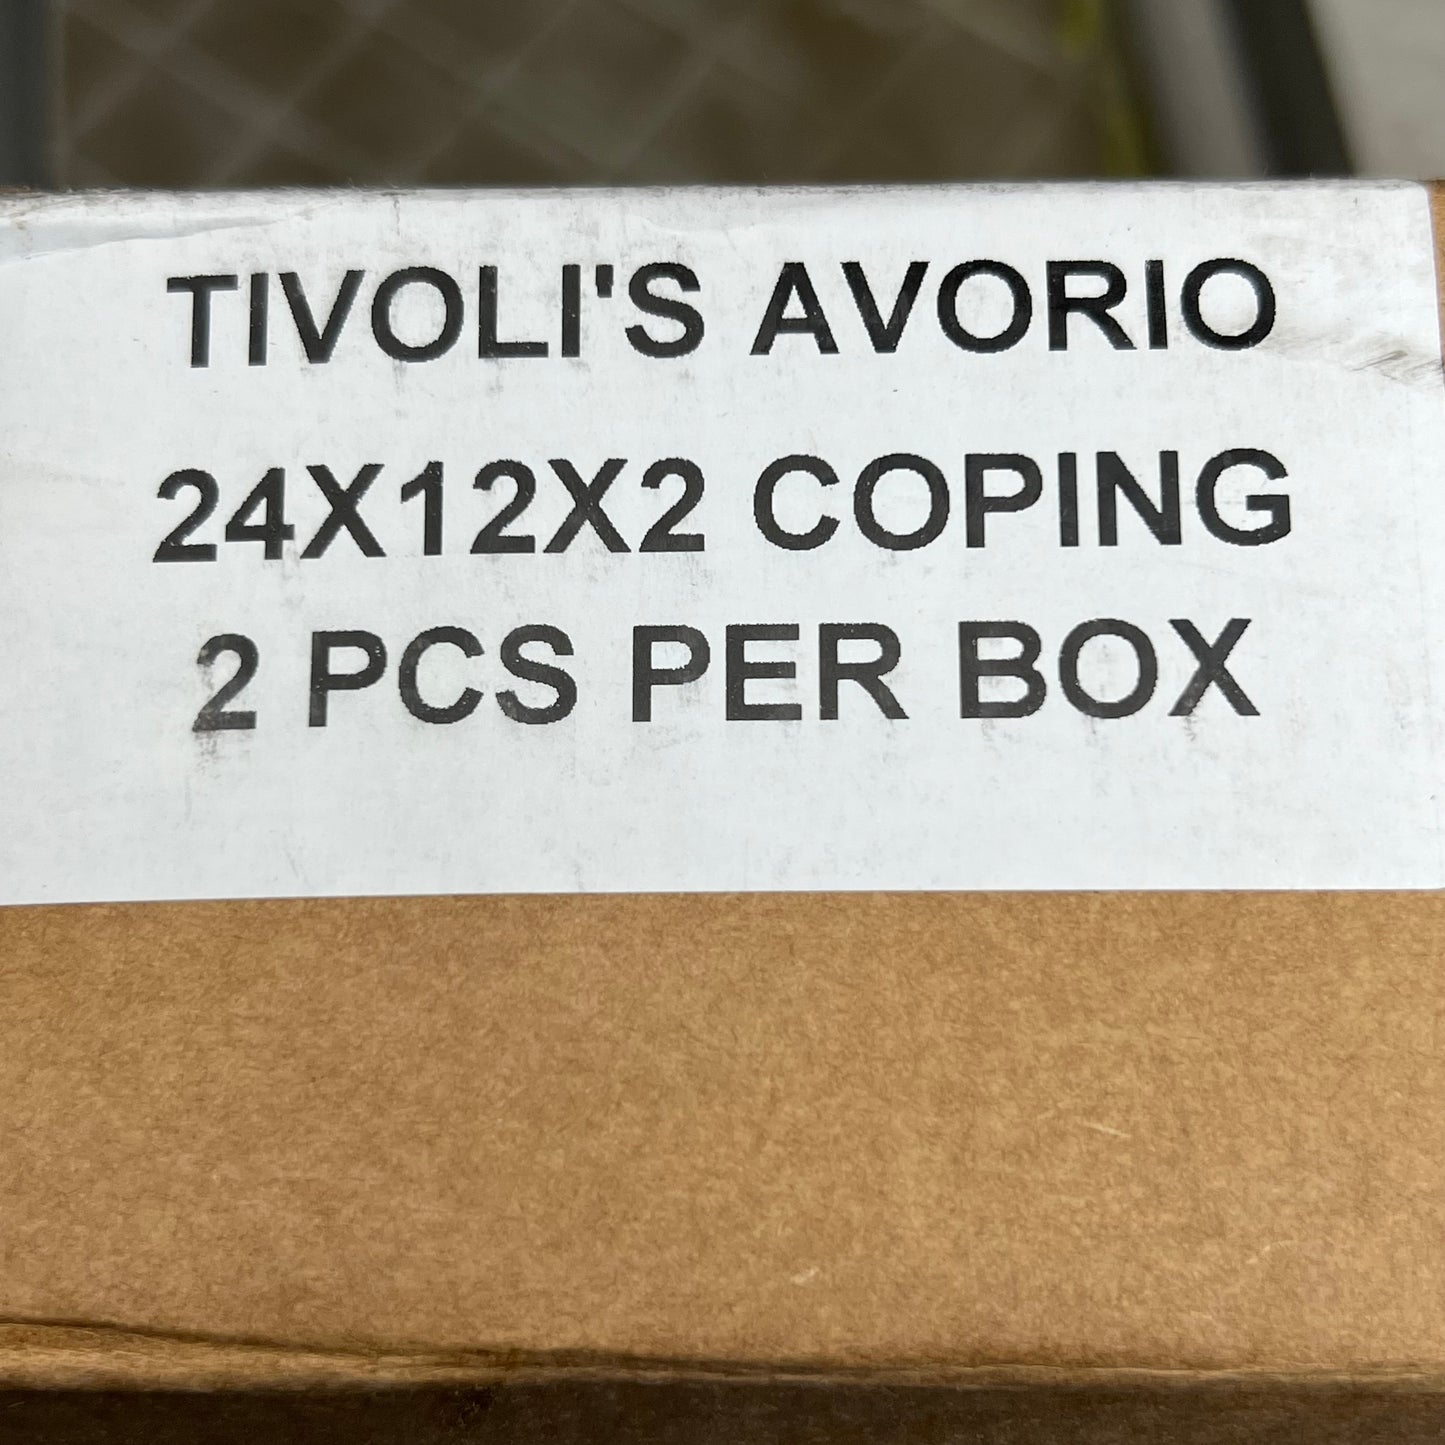 TIVOLI'S AVORIO
24X12X2 COPING
2 PCS PER BOX